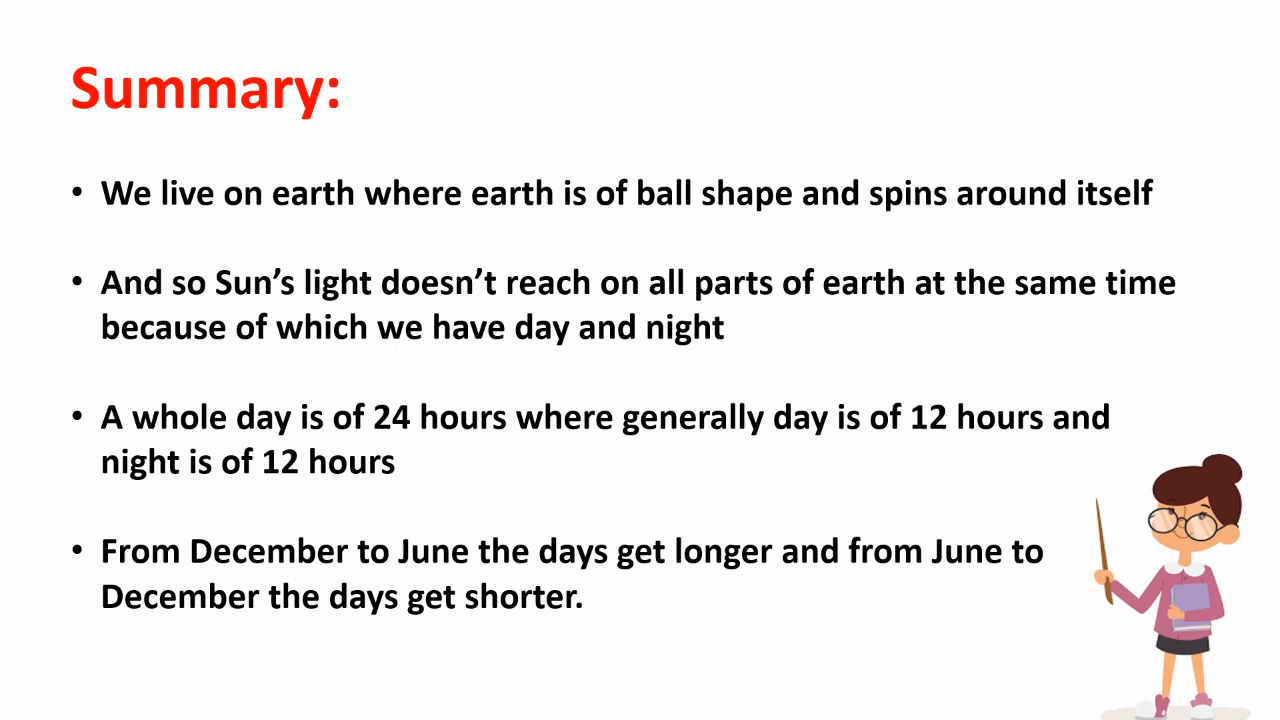 Summary:
• We live on earth where earth is of ball shape and spins around itself
• And so Sun’s light doesn’t reach on all parts of earth at the same time
because of which we have day and night
• A whole day is of 24 hours where generally day is of 12 hours and
night is of 12 hours
• From December to June the days get longer and from June to
December the days get shorter.